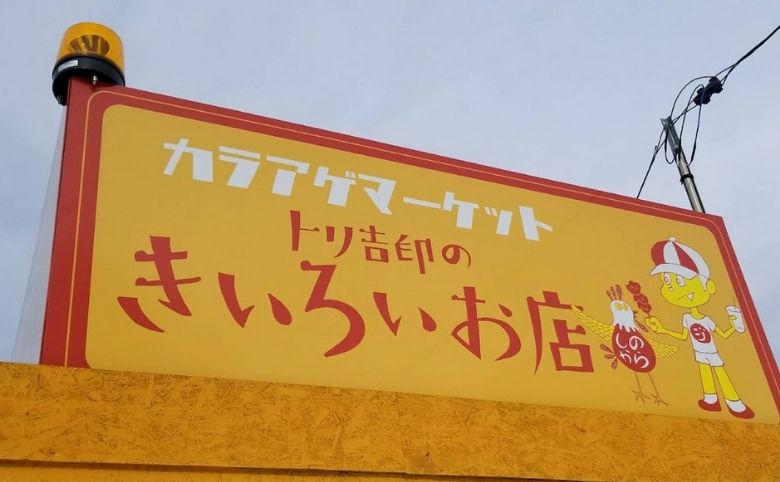 カラアゲマーケット
トリ吉印の
きいろいお店
しのから